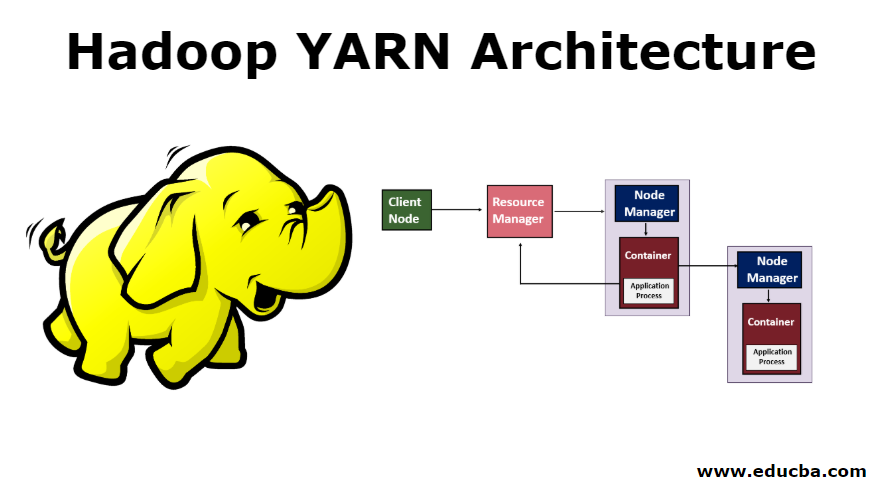 Hadoop YARN Architecture
Client
Node
Resource
Manager
Node
Manager
Container
Application
Process
Node
Manager
Container
Application
Process
www.educba.com